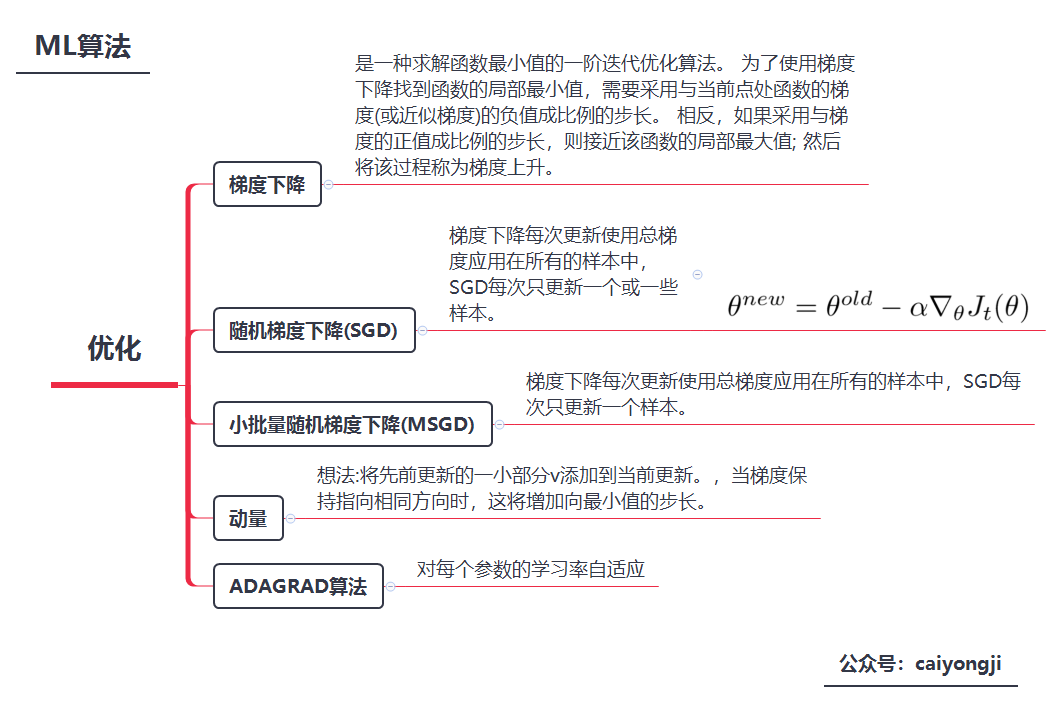 ML算法
是一种求解函数最小值的一阶迭代优化算法。 为了使用梯度
下降找到函数的局部最小值，需要采用与当前点处函数的梯
度(或近似梯度)的负值成比例的步长。 相反，如果采用与梯
度的正值成比例的步长，则接近该函数的局部最大值; 然后
将该过程称为梯度上升。
梯度下降
梯度下降每次更新使用总梯
度应用在所有的样本中，
SGD每次只更新一个或一些
样本。
θ^{new} = θ^{old} − α∇_θ J_t(θ)
随机梯度下降(SGD)
优化
梯度下降每次更新使用总梯度应用在所有的样本中，SGD每
次只更新一个样本。
小批量随机梯度下降(MSGD)
想法:将先前更新的一小部分v添加到当前更新。，当梯度保
持指向相同方向时，这将增加向最小值的步长。
动量
对每个参数的学习率自适应
ADAGRAD算法
公众号：caiyongji